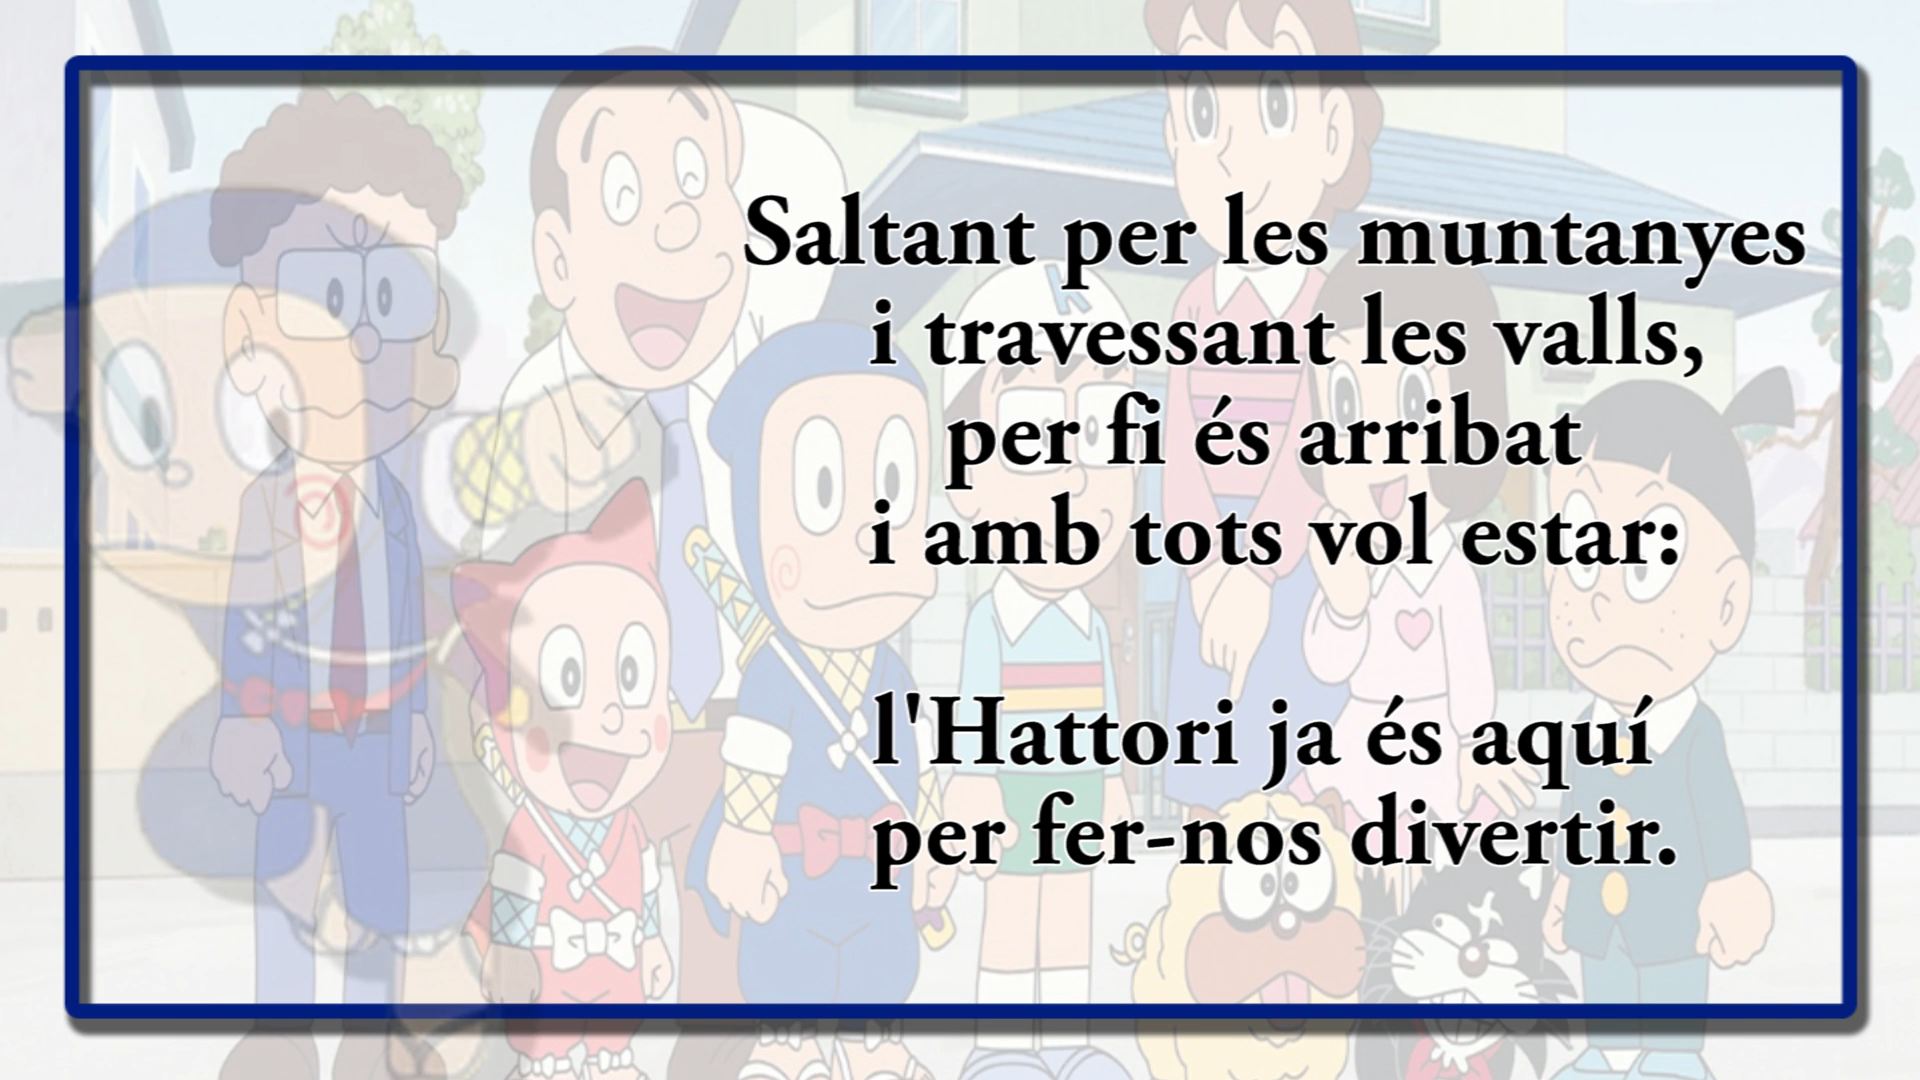 Saltant per les muntanyes
i travessant les valls,
per fi és arribat
i amb tots vol estar:
l'Hattori ja és aquí
per fer-nos divertir.